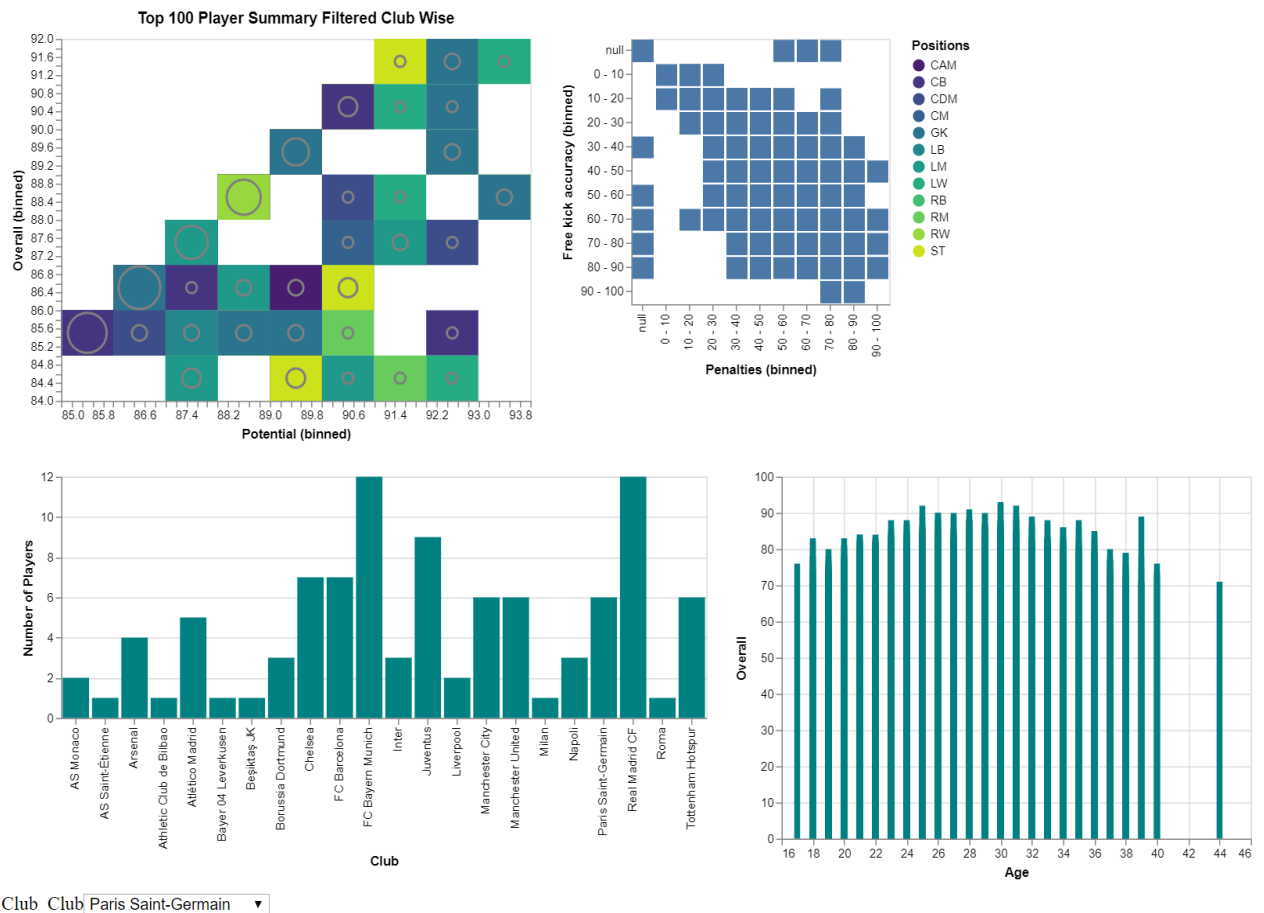 Top 100 Player Summary Filtered Club Wise
92.0
91.6
91.2
90.8
90.4
90.0
89.6
89.2
88.8
88.4
88.0
87.6
87.2
86.8
86.4
86.0
85.6
85.2
84.8
84.4
84.0
Overall (binned)
85.0 85.8 86.6 87.4 88.2 89.0 89.8 90.6 91.4 92.2 93.0 93.8
Potential (binned)
null
0 - 10
10 - 20
20 - 30
30 - 40
40 - 50
50 - 60
60 - 70
70 - 80
80 - 90
90 - 100
Free kick accuracy (binned)
null
0 - 10
10 - 20
20 - 30
30 - 40
40 - 50
50 - 60
60 - 70
70 - 80
80 - 90
90 - 100
Penalties (binned)
Positions
CAM
CB
CDM
CM
GK
LB
LM
LW
RB
RM
RW
ST
12
10
8
6
4
2
0
Number of Players
AS Monaco
AS Saint-Étienne
Arsenal
Athletic Club de Bilbao
Atlético Madrid
Bayer 04 Leverkusen
Beşiktaş JK
Borussia Dortmund
Chelsea
FC Barcelona
FC Bayern Munich
Inter
Juventus
Liverpool
Manchester City
Manchester United
Milan
Napoli
Paris Saint-Germain
Real Madrid CF
Roma
Tottenham Hotspur
Club
100
90
80
70
60
50
40
30
20
10
0
Overall
16 18 20 22 24 26 28 30 32 34 36 38 40 42 44 46
Age
Club Club Paris Saint-Germain